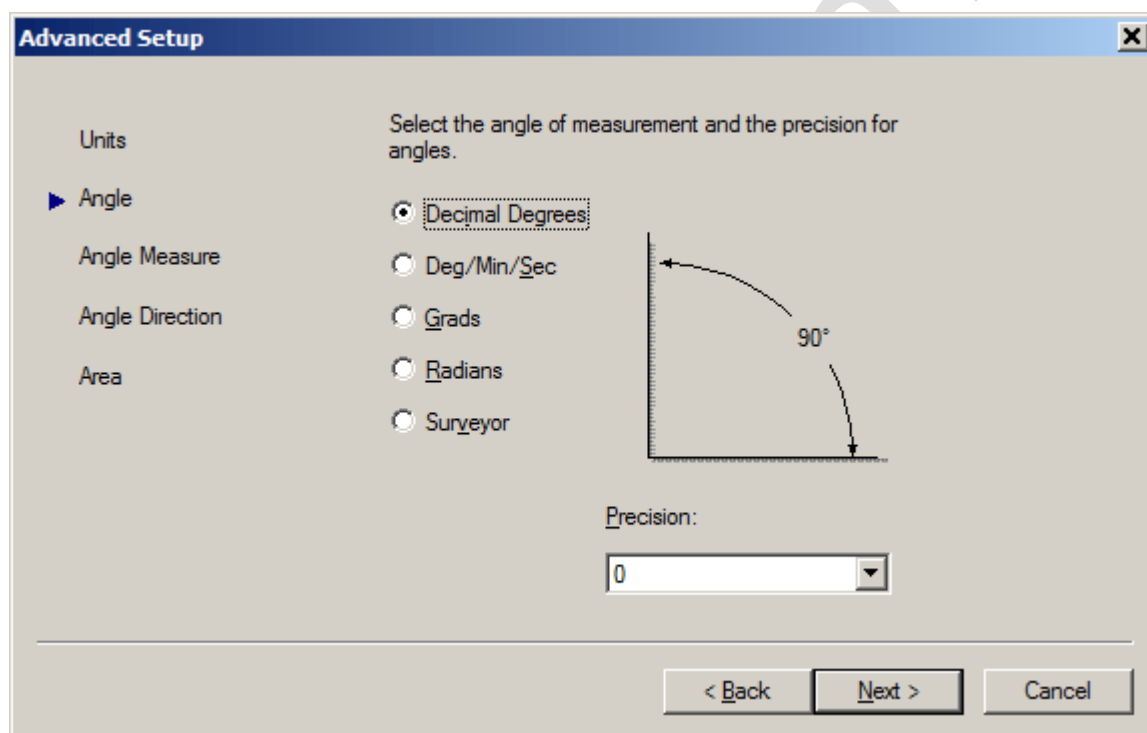 Advanced Setup
Units
Angle
Angle Measure
Angle Direction
Area
Select the angle of measurement and the precision for
angles.
Decimal Degrees
Deg/Min/Sec
Grads
Radians
Surveyor
90°
Precision:
0
< Back
Next >
Cancel